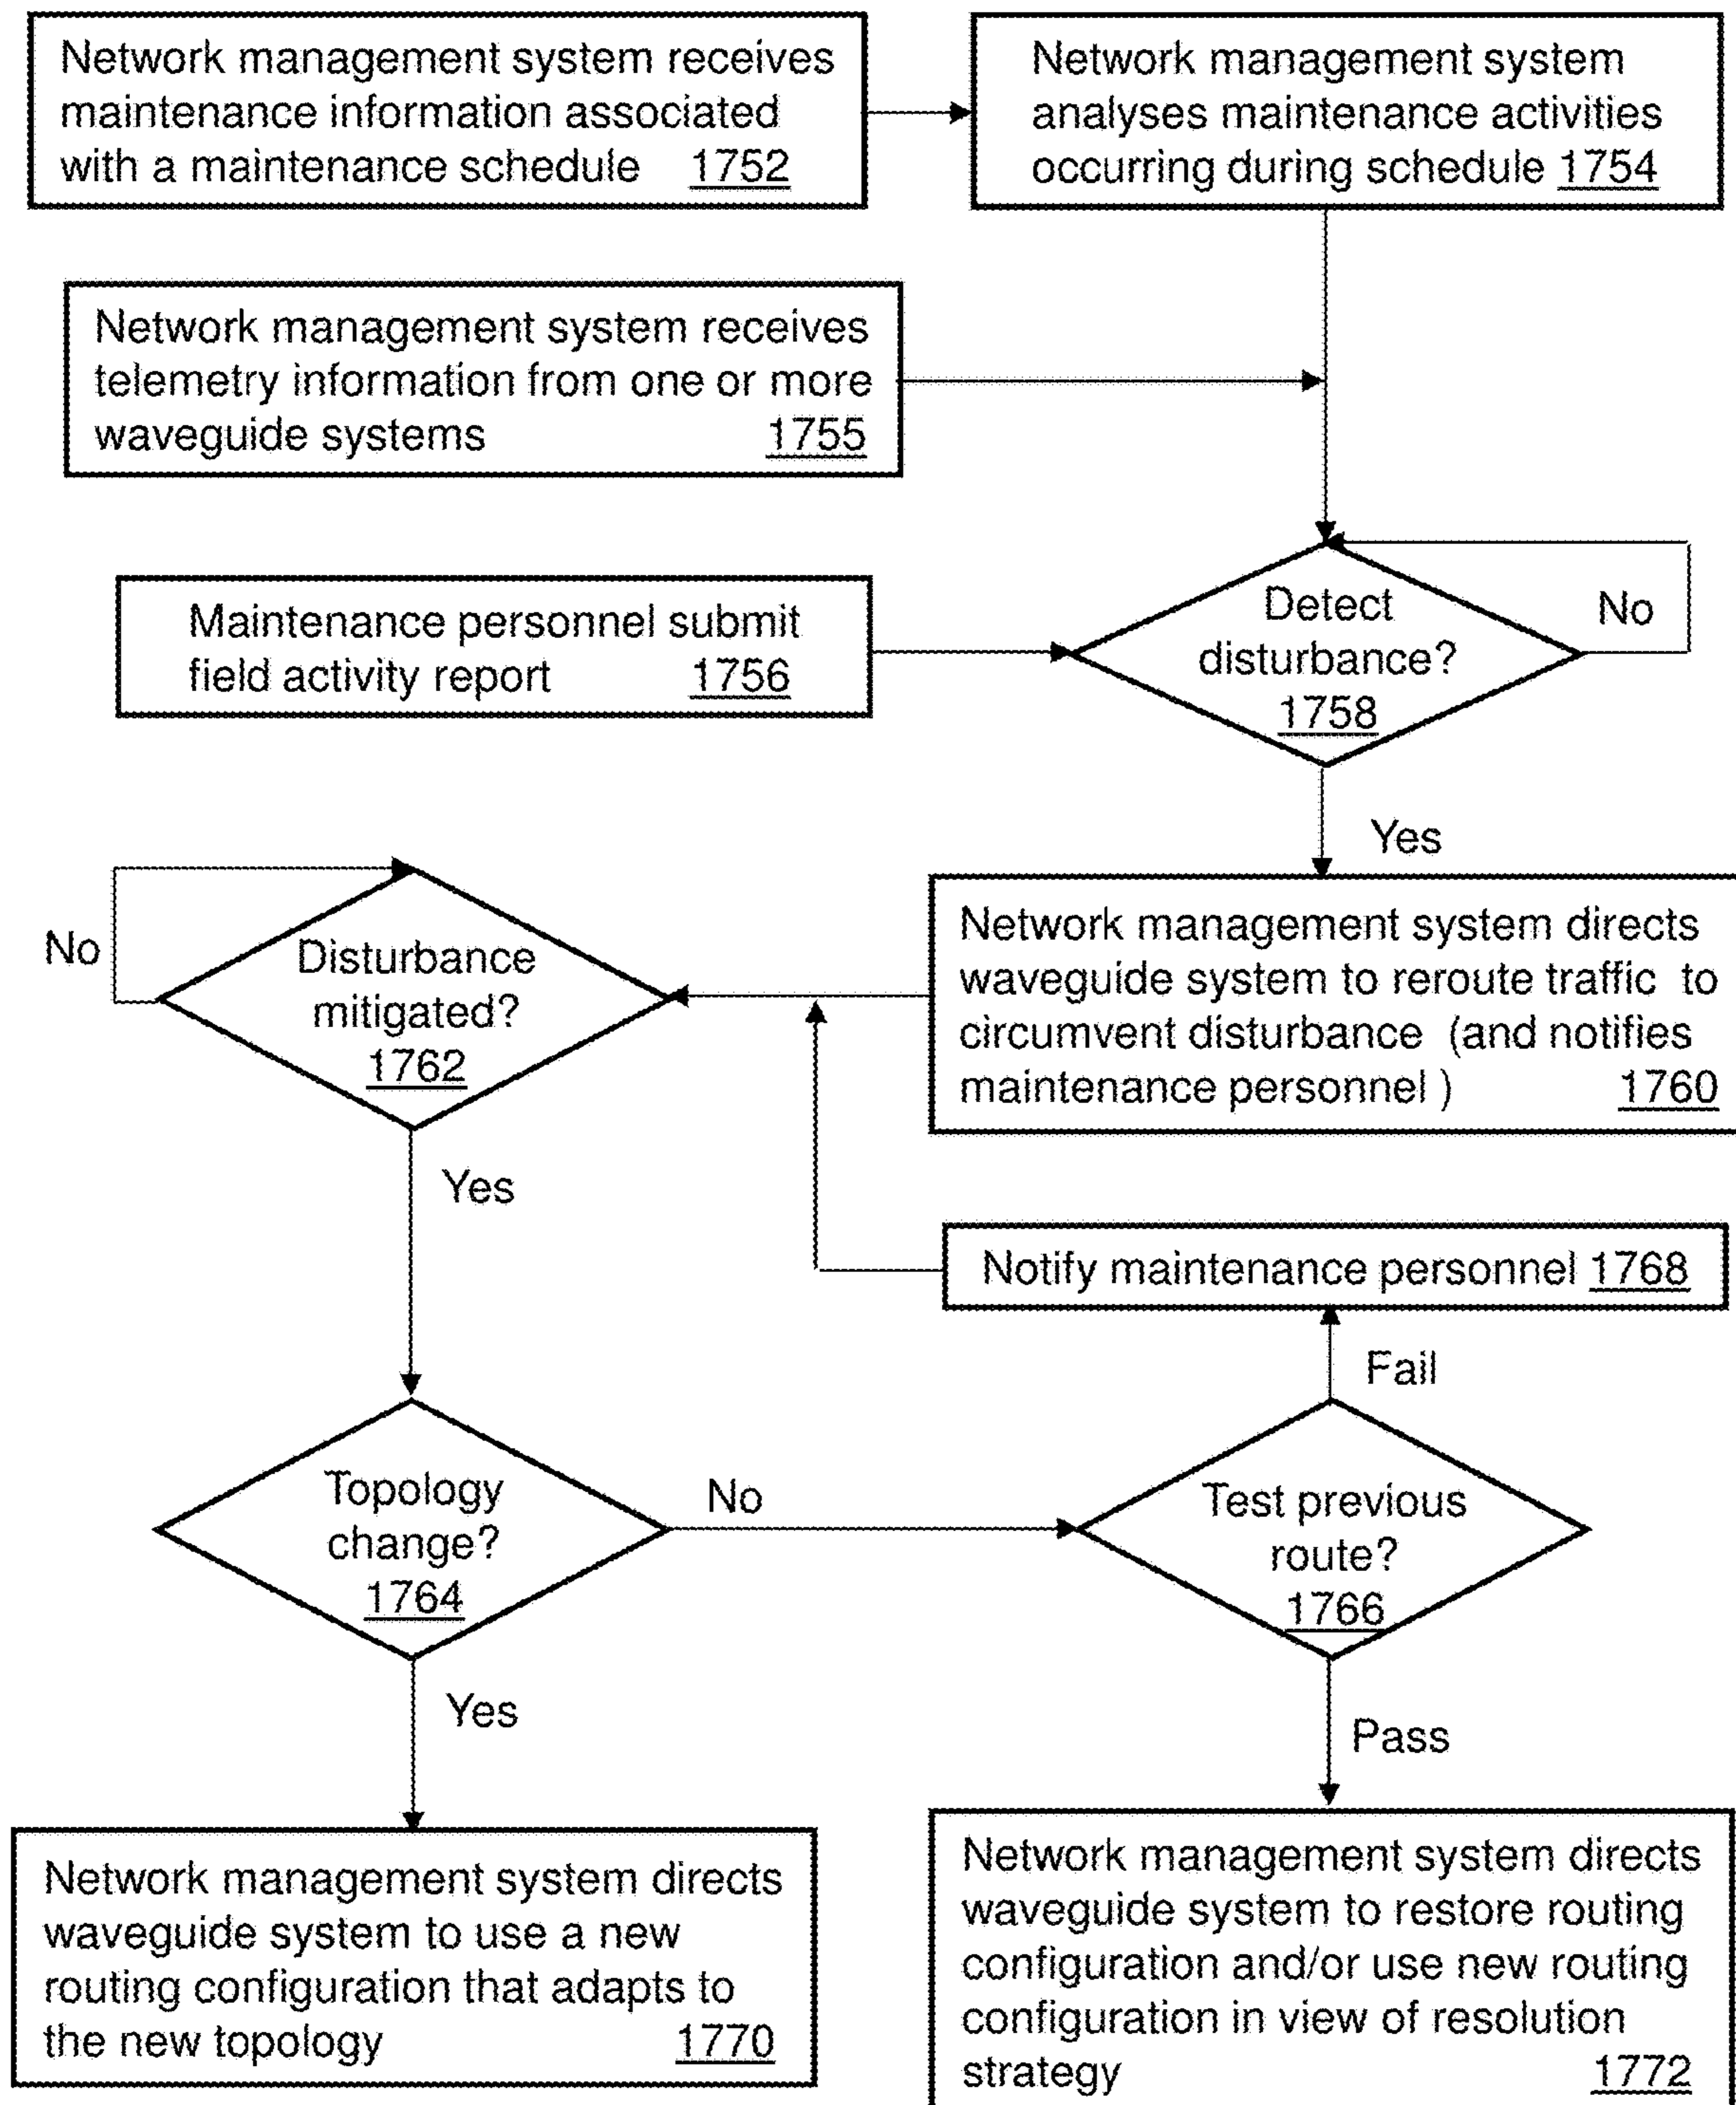 Network management system receives
maintenance information associated
with a maintenance schedule 1752
Network management system
analyses maintenance activities
occurring during schedule 1754
Network management system receives
telemetry information from one or more
waveguide systems 1755
Maintenance personnel submit
field activity report 1756
Detect
disturbance?
1758
No
Yes
Network management system directs
waveguide system to reroute traffic to
circumvent disturbance (and notifies
maintenance personnel ) 1760
No
Disturbance
mitigated?
1762
Yes
Notify maintenance personnel 1768
Fail
Topology
change?
1764
No
Test previous
route?
1766
Yes
Pass
Network management system directs
waveguide system to use a new
routing configuration that adapts to
the new topology 1770
Network management system directs
waveguide system to restore routing
configuration and/or use new routing
configuration in view of resolution
strategy 1772